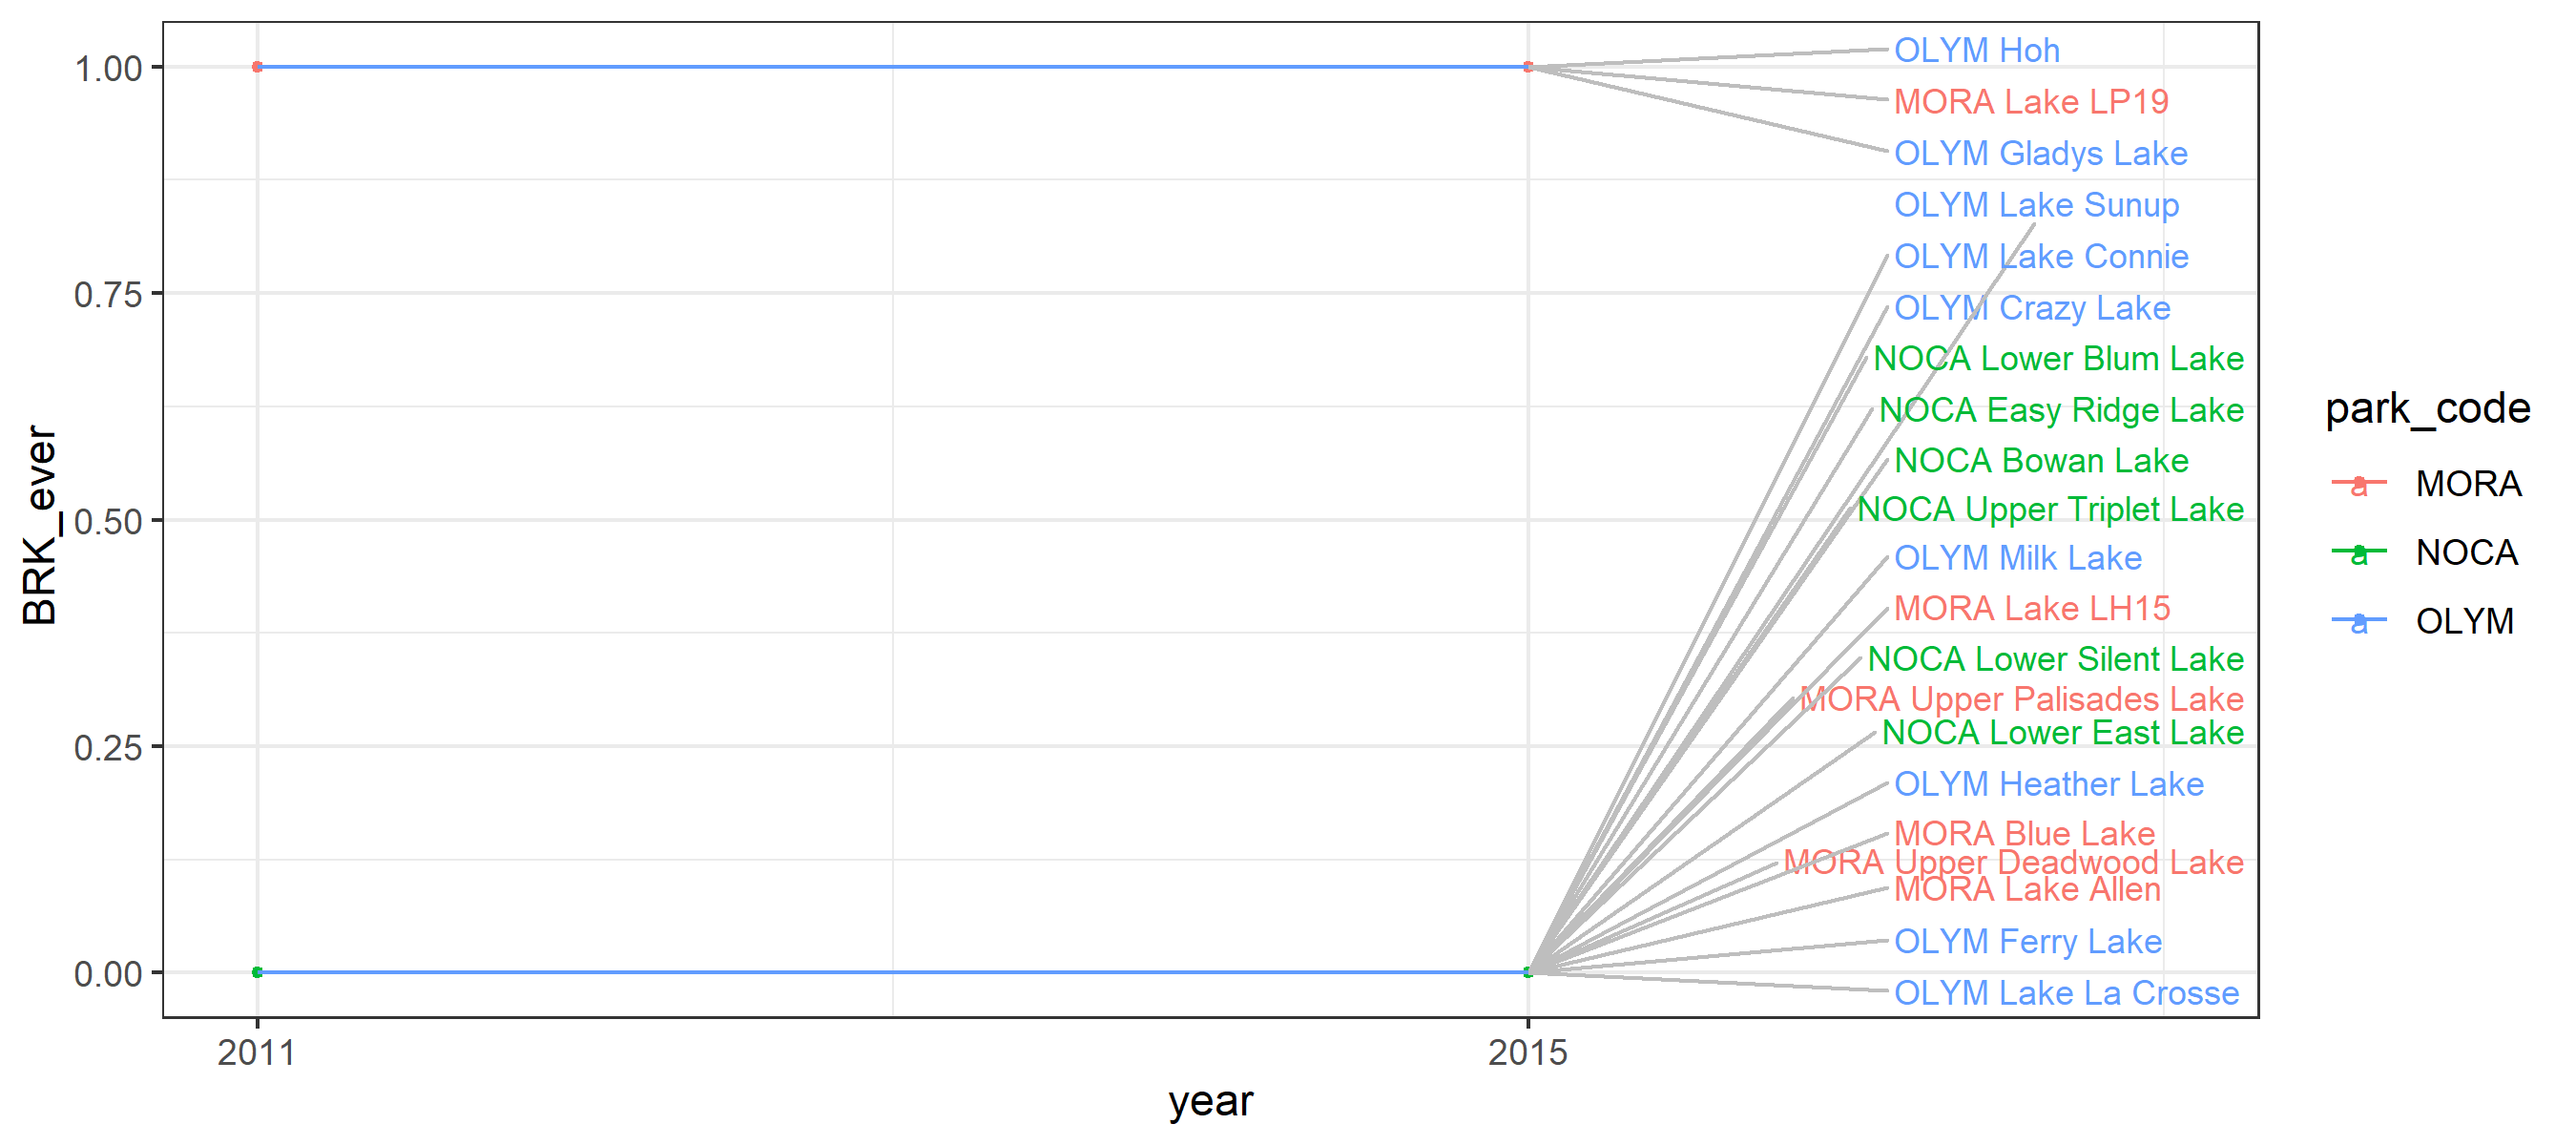 BRK_ever
1.00
0.75
0.50
0.25
0.00
OLYM Hoh
MORA Lake LP19
OLYM Gladys Lake
OLYM Lake Sunup
OLYM Lake Connie
OLYM Crazy Lake
NOCA Lower Blum Lake
NOCA Easy Ridge Lake
NOCA Bowan Lake
NOCA Upper Triplet Lake
OLYM Milk Lake
MORA Lake LH15
NOCA Lower Silent Lake
MORA Upper Palisades Lake
NOCA Lower East Lake
OLYM Heather Lake
MORA Blue Lake
MORA Upper Deadwood Lake
MORA Lake Allen
OLYM Ferry Lake
OLYM Lake La Crosse
2011 2015
year
park_code
a MORA
a NOCA
a OLYM